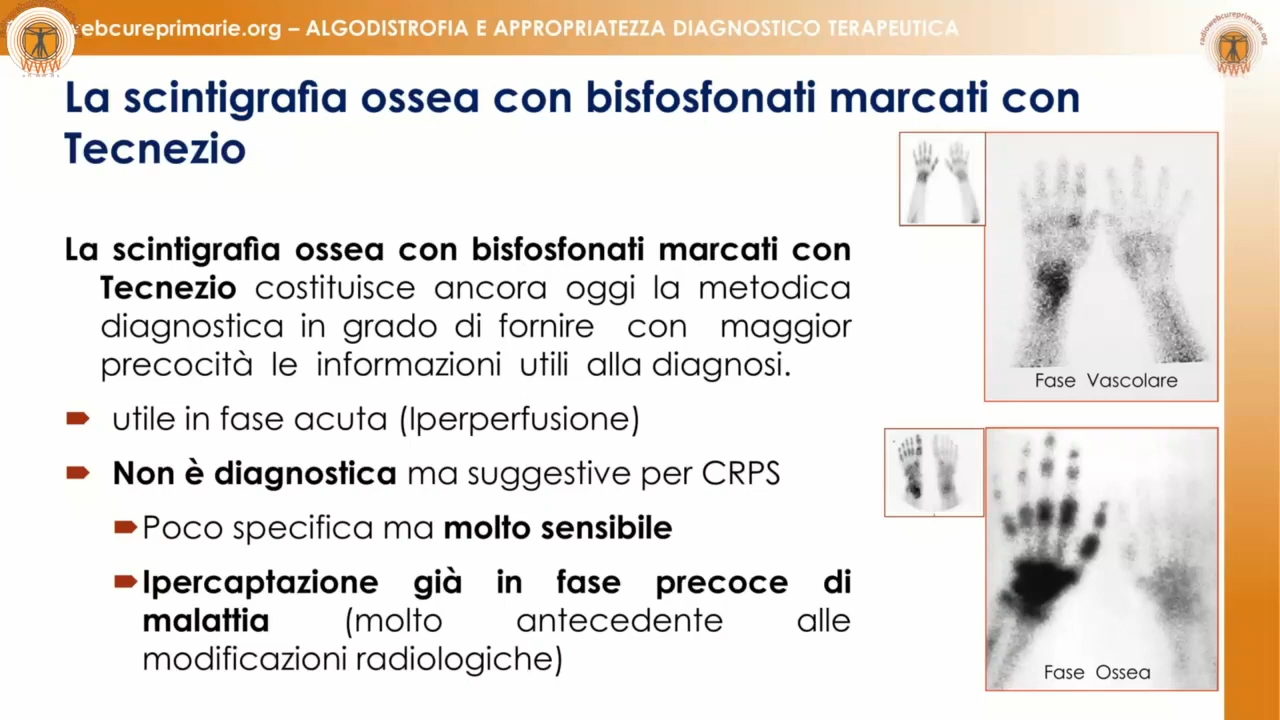 ebcureprimarie.org – ALGODISTROFIA E APPROPRIATEZZA DIAGNOSTICO TERAPEUTICA
La scintigrafia ossea con bisfosfonati marcati con
Tecnezio
La scintigrafia ossea con bisfosfonati marcati con
Tecnezio costituisce ancora oggi la metodica
diagnostica in grado di fornire con maggior
precocità le informazioni utili alla diagnosi.
utile in fase acuta (Iperperfusione)
Non è diagnostica ma suggestive per CRPS
Poco specifica ma molto sensibile
Ipercaptazione già in fase precoce di
malattia (molto antecedente alle
modificazioni radiologiche)
Fase Vascolare
Fase Ossea
WWW
WWW